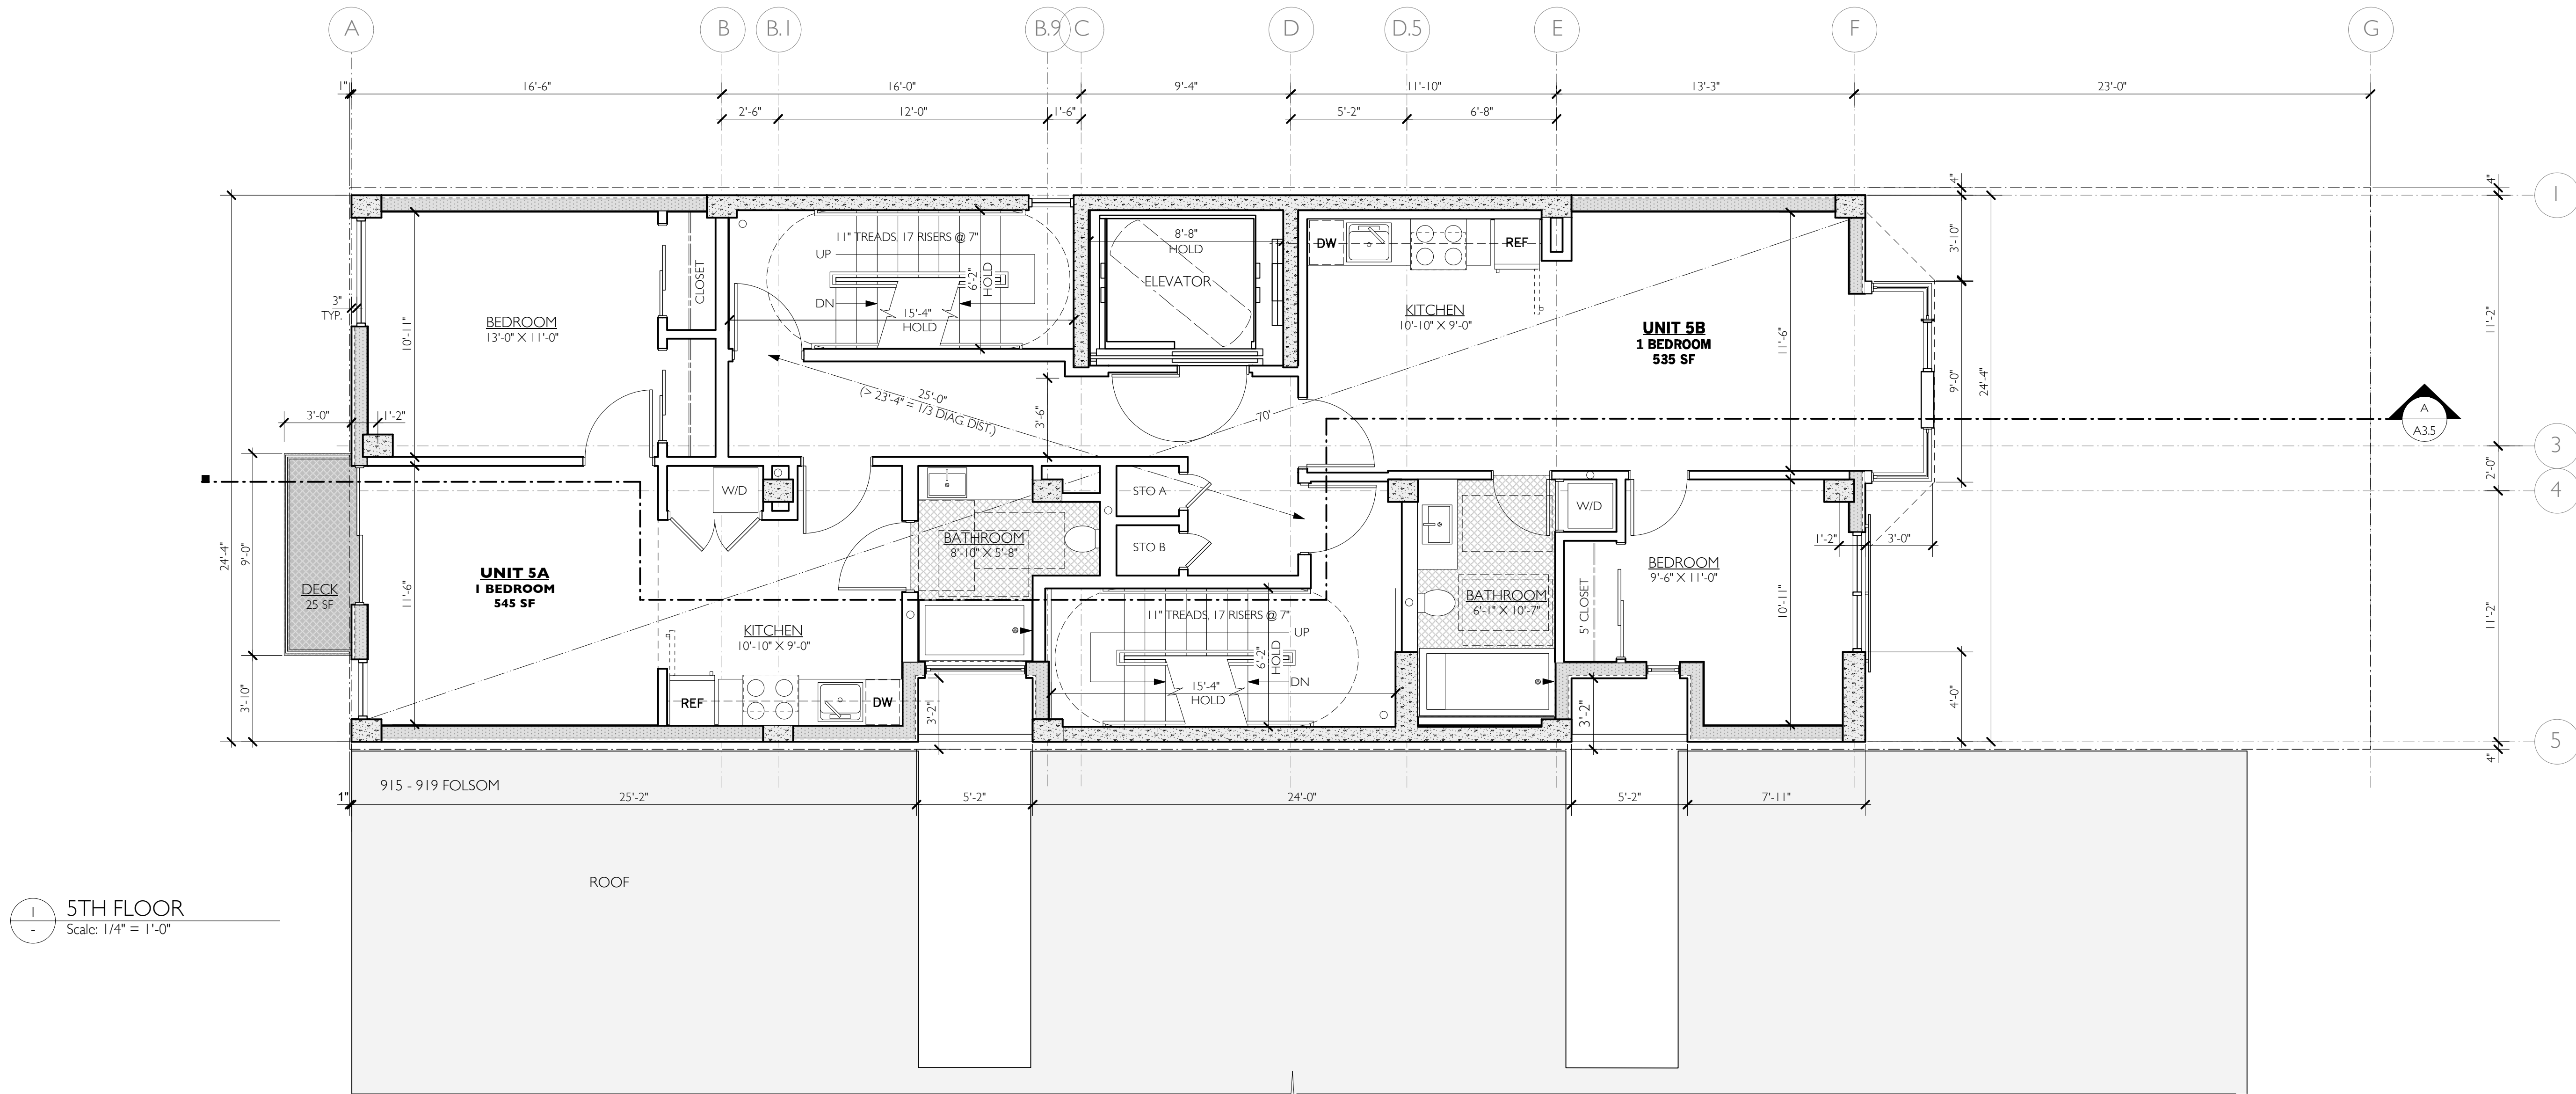 A
B
B.1
B.9
C
D
D.5
E
F
G
1"
16'-6"
16'-0"
9'-4"
11'-10"
13'-3"
23'-0"
2'-6"
12'-0"
1'-6"
5'-2"
6'-8"
4"
4"
1
3'-10"
11'-2"
24'-4"
9'-0"
2'-0"
3
4
11'-2"
4'-0"
5
4"
A
A3.5
24'-4"
9'-0"
3'-10"
3'-0"
1'-2"
3"
TYP.
10'-11"
BEDROOM
13'-0" X 11'-0"
CLOSET
11" TREADS, 17 RISERS @ 7"
UP
DN
6'-2"
HOLD
15'-4"
HOLD
8'-8"
HOLD
ELEVATOR
DW
REF
KITCHEN
10'-10" X 9'-0"
UNIT 5B
1 BEDROOM
535 SF
11'-6"
25'-0"
(> 23'-4" = 1/3 DIAG. DIST.)
3'-6"
70'
W/D
STO A
STO B
BATHROOM
8'-10" X 5'-8"
W/D
BATHROOM
6'-1" X 10'-7"
5' CLOSET
BEDROOM
9'-6" X 11'-0"
10'-11"
1'-2"
3'-0"
DECK
25 SF
UNIT 5A
1 BEDROOM
545 SF
11'-6"
KITCHEN
10'-10" X 9'-0"
REF
DW
3'-2"
11" TREADS, 17 RISERS @ 7"
UP
DN
6'-2"
HOLD
15'-4"
HOLD
3'-2"
915 - 919 FOLSOM
1"
25'-2"
5'-2"
24'-0"
5'-2"
7'-11"
ROOF
1
-
5TH FLOOR
Scale: 1/4" = 1'-0"